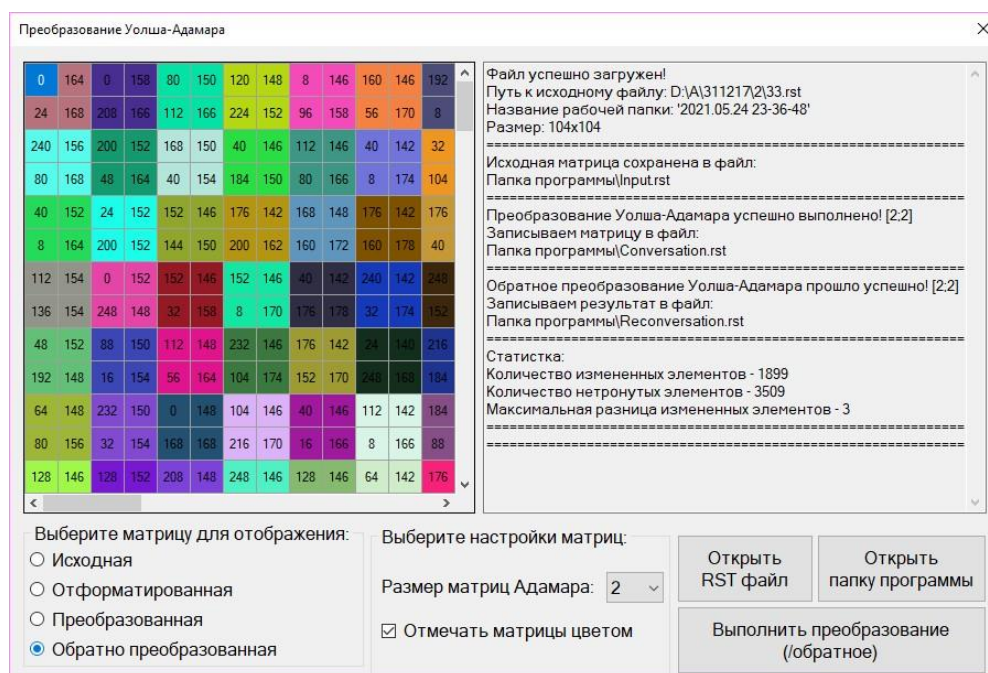 Преобразование Уолша-Адамара
0 164 0 158 80 150 120 148 8 146 160 146 192
24 168 208 166 112 166 224 152 96 158 56 170 8
240 156 200 152 168 150 40 146 112 146 40 142 32
80 168 48 164 40 154 184 150 80 166 8 174 104
40 152 24 152 152 146 176 142 168 148 176 142 176
8 164 200 152 144 150 200 162 160 172 160 178 40
112 154 0 152 152 146 152 146 40 142 240 142 248
136 154 248 148 32 158 8 170 176 178 32 174 152
48 152 88 150 112 148 232 146 176 142 24 140 216
192 148 16 154 56 164 104 174 152 170 248 168 184
64 148 232 150 0 148 104 146 40 146 112 142 184
80 156 32 154 168 168 216 170 16 166 8 166 88
128 146 128 152 208 148 248 146 128 146 64 142 176
Файл успешно загружен!
Путь к исходному файлу: D:\A\311217\2\33.rst
Название рабочей папки: '2021.05.24 23-36-48'
Размер: 104x104
Исходная матрица сохранена в файл:
Папка программы\Input.rst
Преобразование Уолша-Адамара успешно выполнено! [2;2]
Записываем матрицу в файл:
Папка программы\Conversation.rst
Обратное преобразование Уолша-Адамара прошло успешно! [2;2]
Записываем результат в файл:
Папка программы\Reconversation.rst
Статистка:
Количество измененных элементов - 1899
Количество нетронутых элементов - 3509
Максимальная разница измененных элементов - 3
Выберите матрицу для отображения:
Исходная
Отформатированная
Преобразованная
Обратно преобразованная
Выберите настройки матриц:
Размер матриц Адамара: 2
Отмечать матрицы цветом
Открыть
RST файл
Открыть
папку программы
Выполнить преобразование
(/обратное)